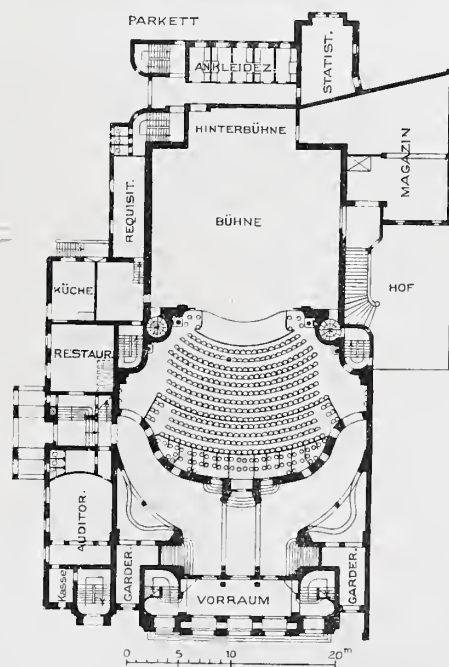 PARKETT
ANKLEIDEZ.
STATIST.
HINTERBÜHNE
MAGAZIN
REQUISIT.
BÜHNE
KÜCHE
HOF
RESTAUR.
AUDITOR.
Kasse
GARDER.
VORRAUM
GARDER.
0 5 10 20m